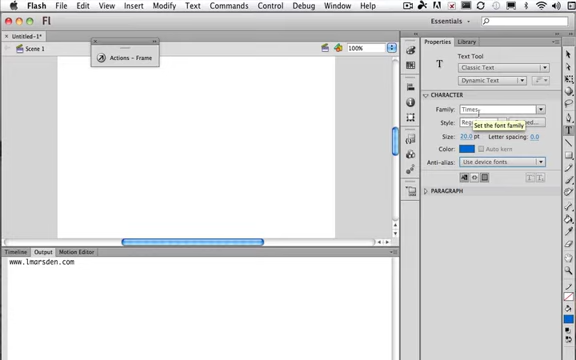 Flash File Edit View Insert Modify Text Commands Control Debug Window Help
Fl
Essentials
Untitled-1*
Scene 1
100%
Actions – Frame
Properties Library
T
Text Tool
Classic Text
Dynamic Text
CHARACTER
Family: Times
Style:
Set the font family
Size: 20.0 pt Letter spacing: 0.0
Color: Auto kern
Anti-alias: Use device fonts
PARAGRAPH
Timeline Output Motion Editor
www.lmarsden.com